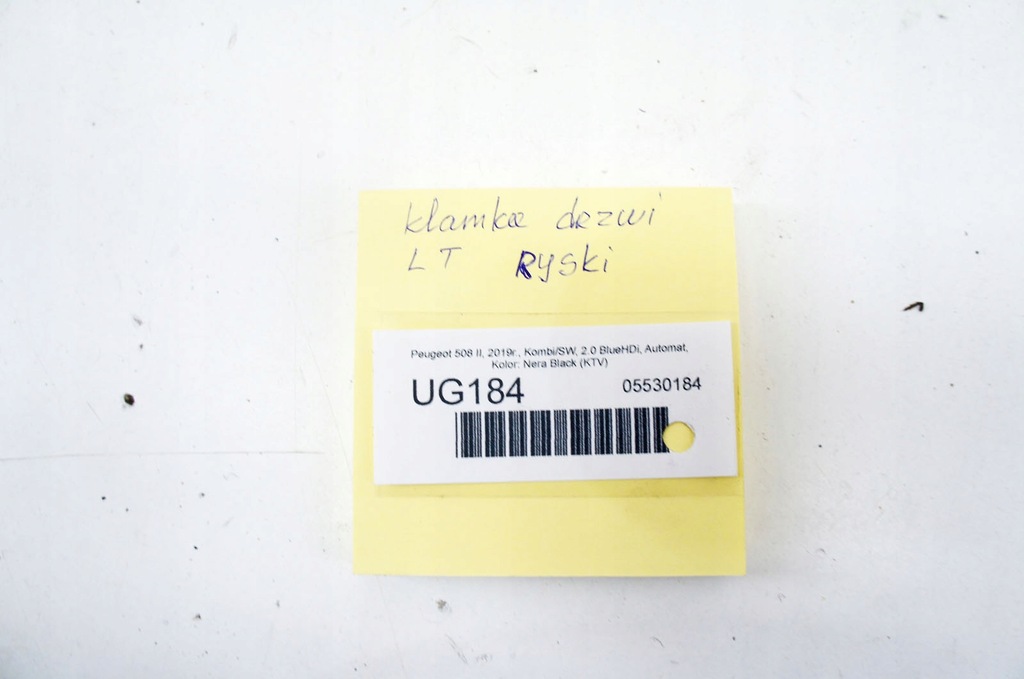 klamka drzwi
LT Ryski
Peugeot 508 II, 2019r., Kombi/SW, 2.0 BlueHDi, Automat,
Kolor: Nera Black (KTV)
UG184 05530184